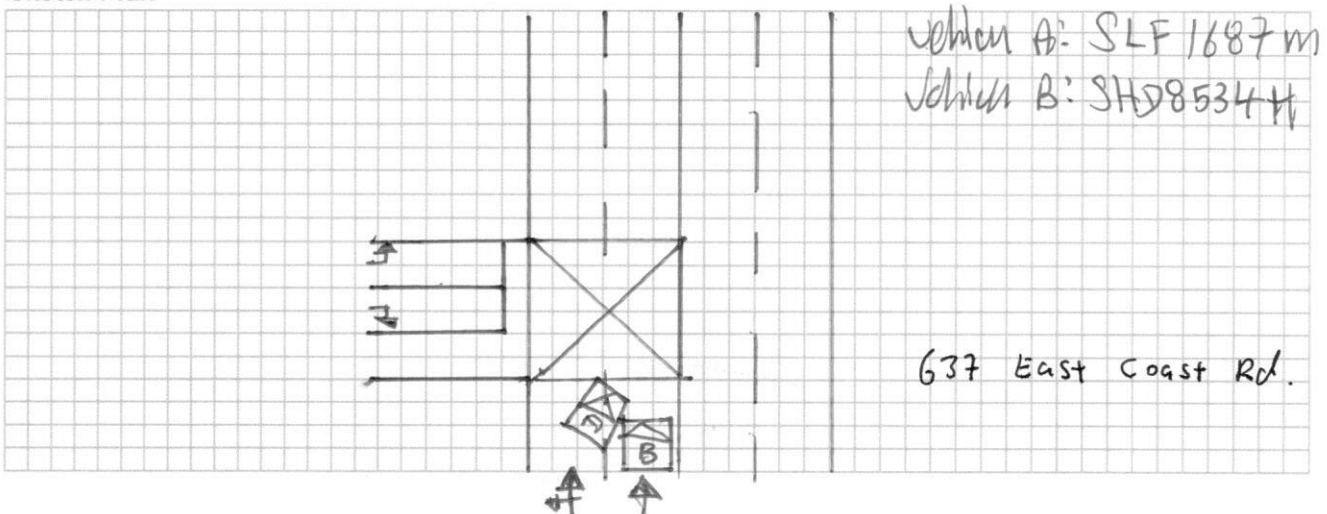 Vehicle A: SLF 1687 m
Vehicle B: SHD8534H
637 East Coast Rd.
A
B